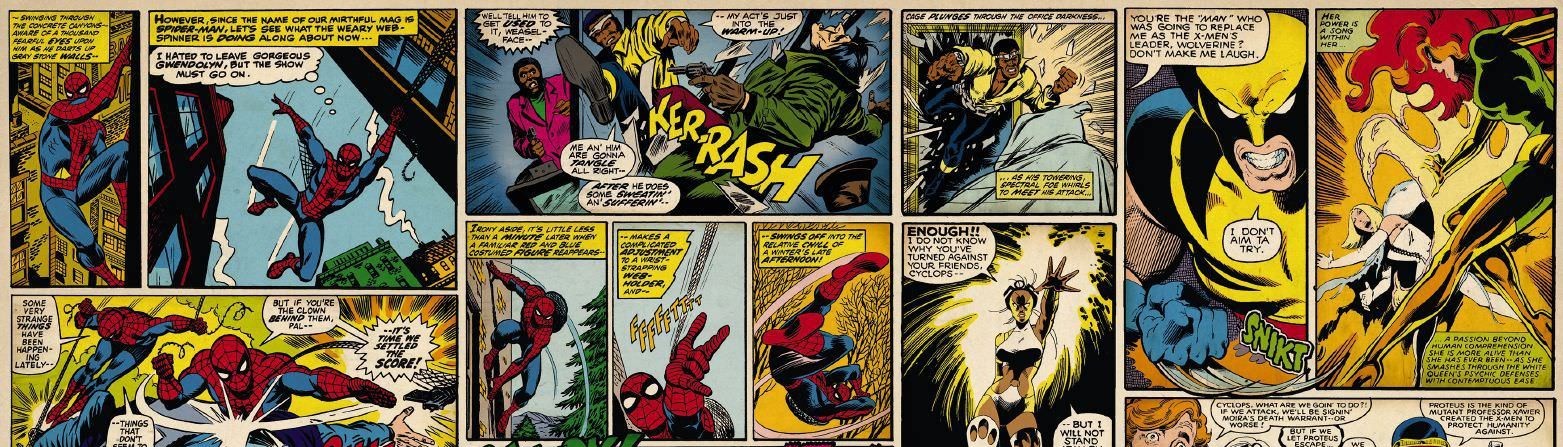 --SWINGING THROUGH
THE CONCRETE CANYONS--
AWARE OF A THOUSAND
FEARFUL EYES UPON
HIM AS HE DARTS UP
GRAY STONE WALLS--
HOWEVER, SINCE THE NAME OF OUR MIRTHFUL MAG IS
SPIDER-MAN, LET'S SEE WHAT THE WEARY WEB-
SPINNER IS DOING ALONG ABOUT NOW...
I HATED TO LEAVE GORGEOUS
GWENDOLYN, BUT THE SHOW
MUST GO ON.
SOME
VERY
STRANGE
THINGS
HAVE
BEEN
HAPPEN-
ING
LATELY--
BUT IF YOU'RE
THE CLOWN
BEHIND THEM,
PAL--
--IT'S
TIME WE
SETTLED
THE
SCORE!
--THINGS
THAT
DON'T
SEEM TO
WE'LL TELL HIM TO
GET USED TO
IT, WEASEL-
FACE--
--MY ACT'S JUST
INTO THE
WARM-UP!
KER-RASH
ME AN' HIM
ARE GONNA
TANGLE
ALL RIGHT--
AFTER HE DOES
SOME SWEATIN'
AN' SUFFERIN'--
CAGE PLUNGES THROUGH THE OFFICE DARKNESS...
...AS HIS TOWERING,
SPECTRAL FOE WHIRLS
TO MEET HIS ATTACK...
IRONY ASIDE, IT'S LITTLE LESS
THAN A MINUTE LATER WHEN
A FAMILIAR RED AND BLUE
COSTUMED FIGURE REAPPEARS--
--MAKES A
COMPLICATED
ADJUSTMENT
TO A WRIST-
STRAPPING
WEB-
HOLDER,
AND--
--SWINGS OFF INTO THE
RELATIVE CHILL OF
A WINTER'S LATE
AFTERNOON!
ENOUGH!!
I DO NOT KNOW
WHY YOU'VE
TURNED AGAINST
YOUR FRIENDS,
CYCLOPS--
--BUT I
WILL NOT
STAND
YOU'RE THE "MAN" WHO
WAS GOING TO REPLACE
ME AS THE X-MEN'S
LEADER, WOLVERINE?
DON'T MAKE ME LAUGH.
I DON'T
AIM TA
TRY.
SNIKT
HER
POWER IS
A SONG
WITHIN
HER...
A PASSION BEYOND
HUMAN COMPREHENSION.
SHE IS MORE ALIVE THAN
SHE HAS EVER BEEN--AS SHE
SMASHES THROUGH THE WHITE
QUEEN'S PSYCHIC DEFENSES
WITH CONTEMPTUOUS EASE.
CYCLOPS, WHAT ARE WE GOIN' TO DO?!
IF WE ATTACK, WE'LL BE SIGNIN'
MOIRA'S DEATH WARRANT--OR
WORSE!
BUT IF
WE LET
PROTEUS
ESCAPE...
PROTEUS IS THE KIND OF
MUTANT PROFESSOR XAVIER
CREATED THE X-MEN TO
PROTECT HUMANITY
AGAINST.